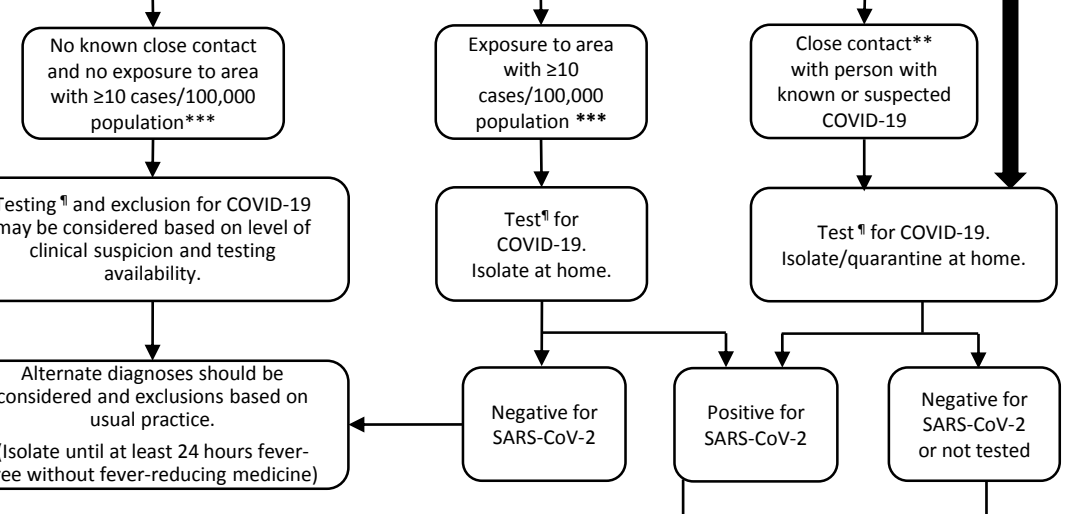 No known close contact
and no exposure to area
with ≥10 cases/100,000
population***
Exposure to area
with ≥10
cases/100,000
population ***
Close contact**
with person with
known or suspected
COVID-19
Testing ¶ and exclusion for COVID-19
may be considered based on level of
clinical suspicion and testing
availability.
Test¶ for
COVID-19.
Isolate at home.
Test ¶ for COVID-19.
Isolate/quarantine at home.
Alternate diagnoses should be
considered and exclusions based on
usual practice.
(Isolate until at least 24 hours fever-
free without fever-reducing medicine)
Negative for
SARS-CoV-2
Positive for
SARS-CoV-2
Negative for
SARS-CoV-2
or not tested